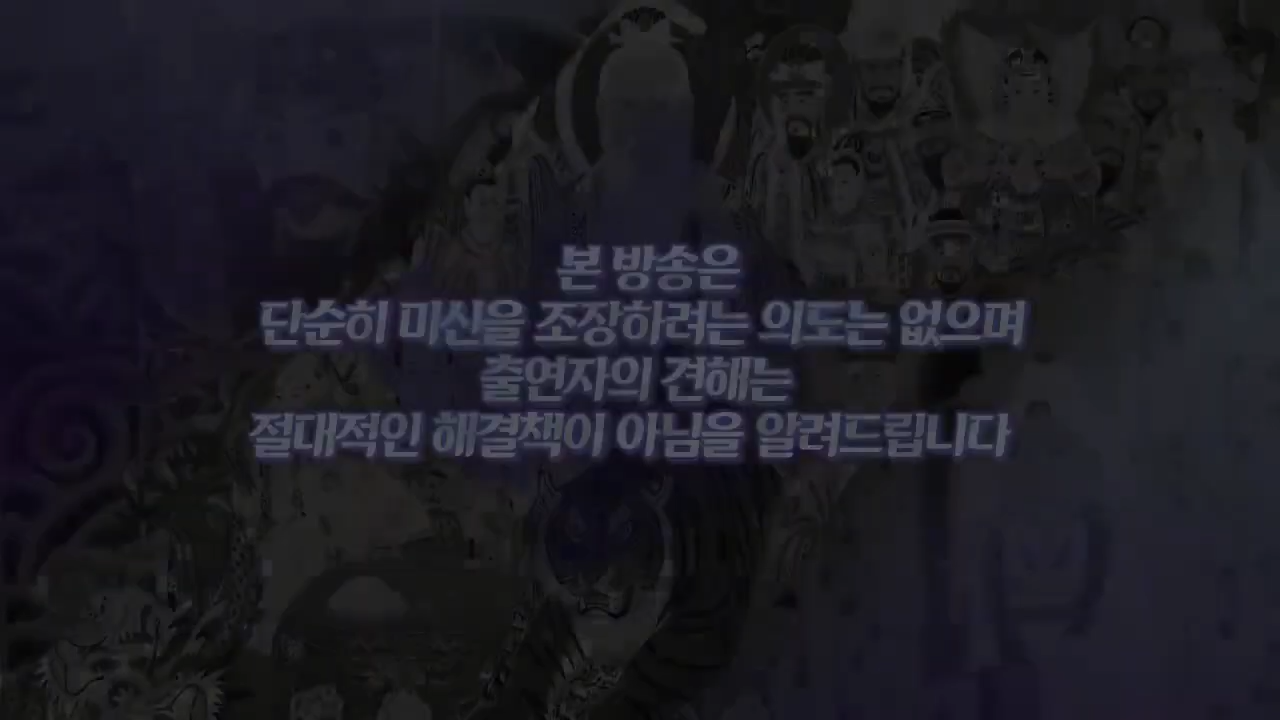 본 방송은
단순히 미신을 조장하려는 의도는 없으며
출연자의 견해는
절대적인 해결책이 아님을 알려드립니다